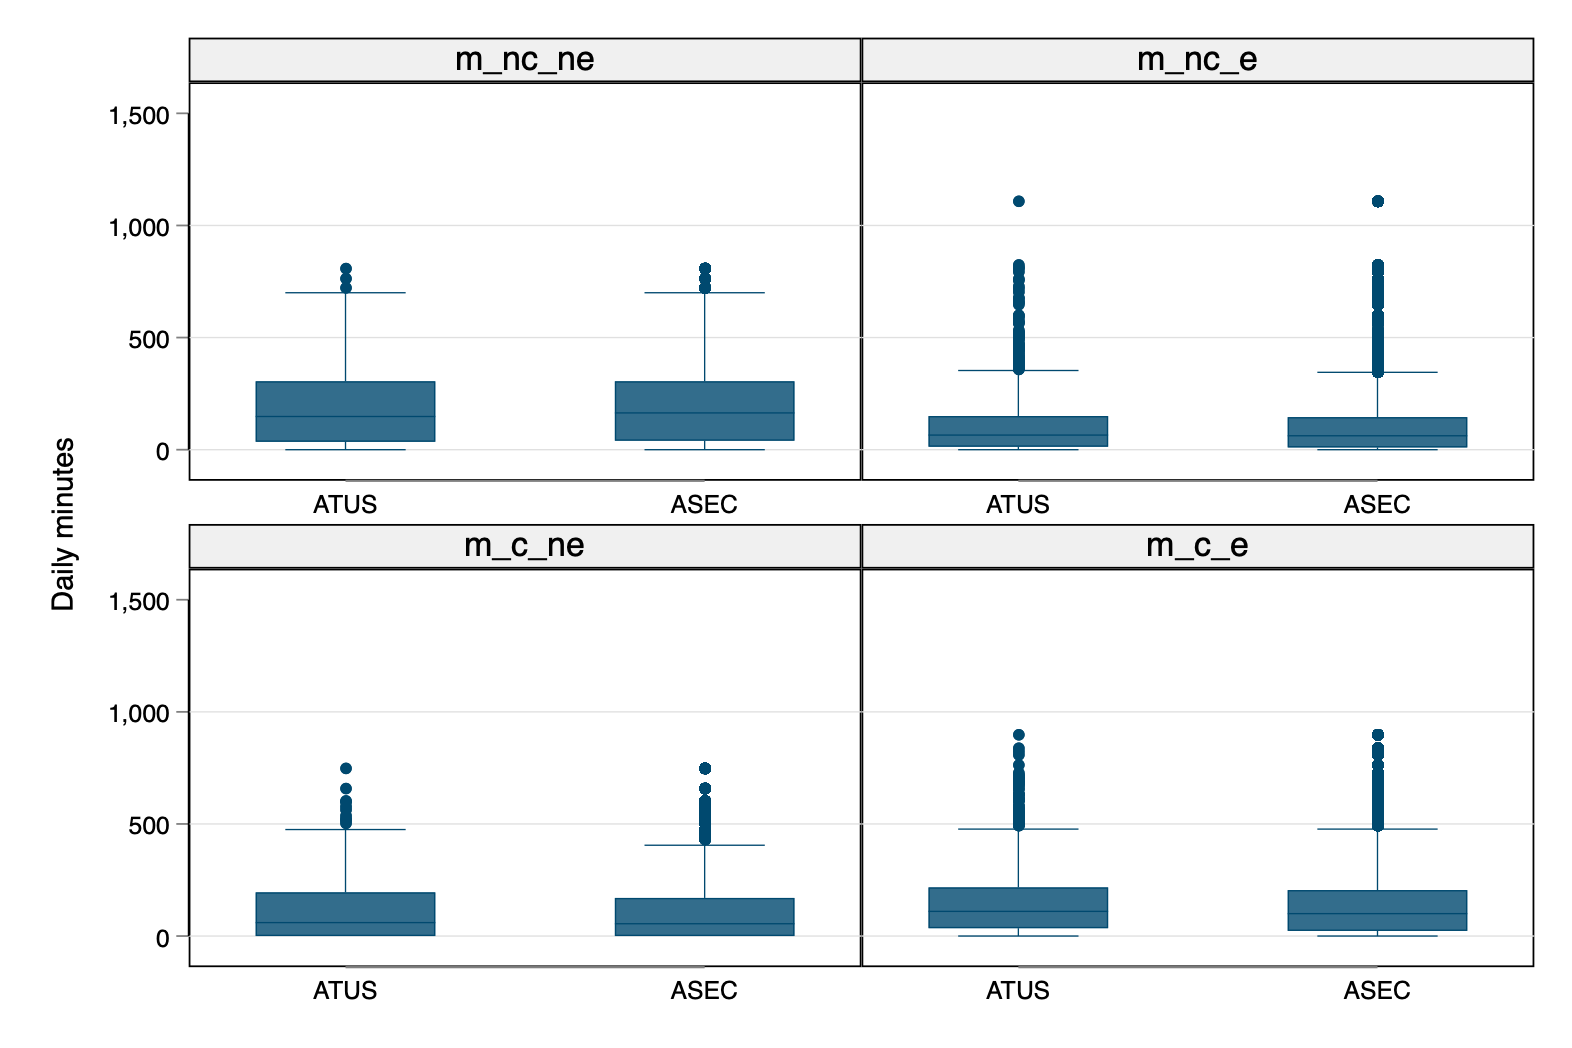 m_nc_ne
m_nc_e
1,500
1,000
500
0
ATUS
ASEC
ATUS
ASEC
Daily minutes
m_c_ne
m_c_e
1,500
1,000
500
0
ATUS
ASEC
ATUS
ASEC